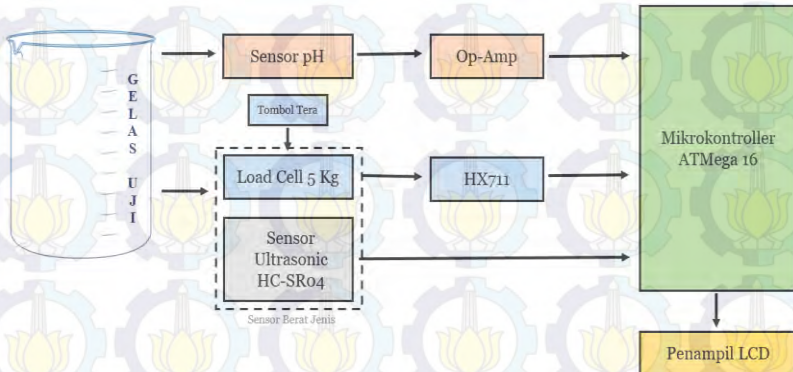 GELAS UJI
Sensor pH
Op-Amp
Tombol Tera
Load Cell 5 Kg
HX711
Sensor
Ultrasonic
HC-SR04
Sensor Berat Jenis
Mikrokontroller
ATMega 16
Penampil LCD